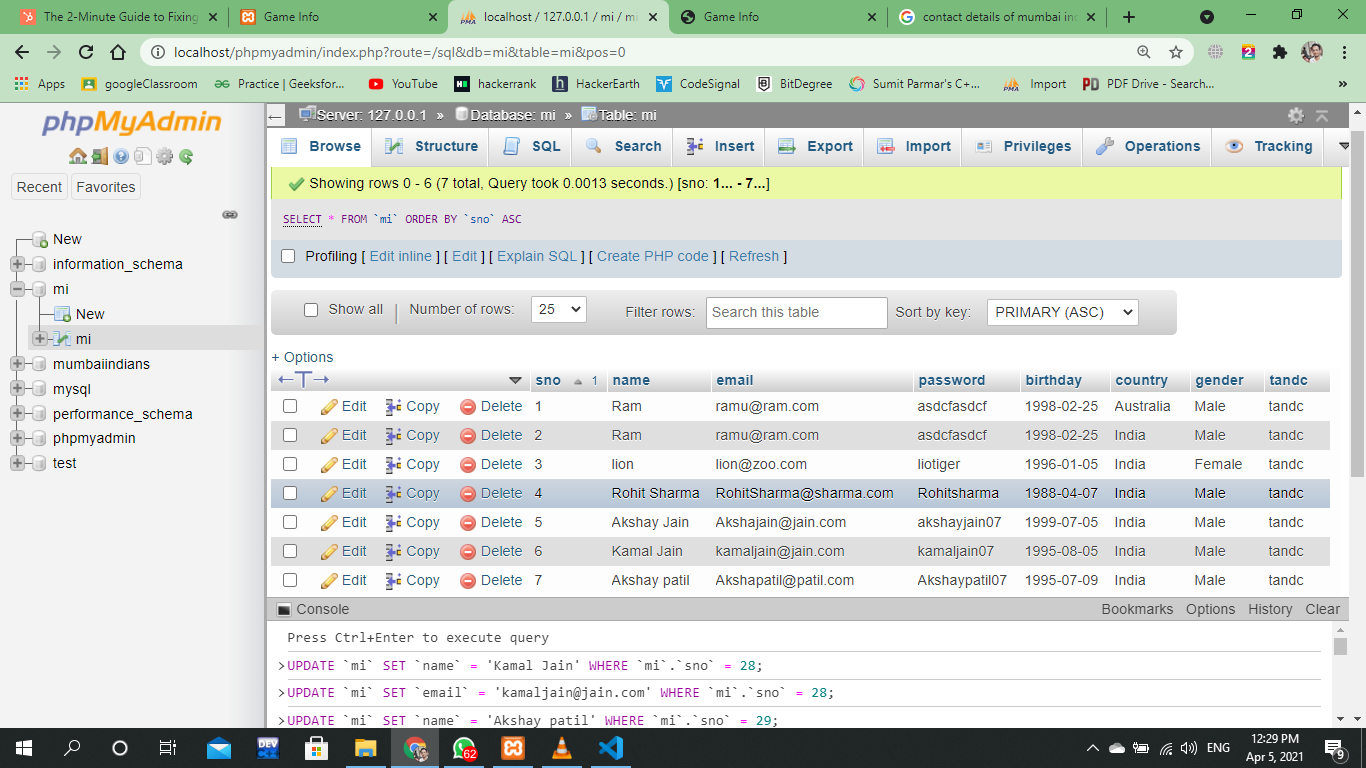 The 2-Minute Guide to Fixing
Game Info
localhost / 127.0.0.1 / mi / mi
Game Info
contact details of mumbai in
localhost/phpmyadmin/index.php?route=/sql&db=mi&table=mi&pos=0
Apps googleClassroom Practice | Geeksfor... YouTube hackerrank HackerEarth CodeSignal BitDegree Sumit Parmar's C+... Import PDF Drive - Search... »
phpMyAdmin
Recent Favorites
New
information_schema
mi
New
mi
mumbaiindians
mysql
performance_schema
phpmyadmin
test
Server: 127.0.0.1 » Database: mi » Table: mi
Browse Structure SQL Search Insert Export Import Privileges Operations Tracking
Showing rows 0 - 6 (7 total, Query took 0.0013 seconds.) [sno: 1... - 7...]
SELECT * FROM `mi` ORDER BY `sno` ASC
Profiling [ Edit inline ] [ Edit ] [ Explain SQL ] [ Create PHP code ] [ Refresh ]
Show all | Number of rows: 25 Filter rows: Search this table Sort by key: PRIMARY (ASC)
+ Options
←T→ sno 1 name email password birthday country gender tandc
Edit Copy Delete 1 Ram ramu@ram.com asdcfasdcf 1998-02-25 Australia Male tandc
Edit Copy Delete 2 Ram ramu@ram.com asdcfasdcf 1998-02-25 India Male tandc
Edit Copy Delete 3 lion lion@zoo.com liotiger 1996-01-05 India Female tandc
Edit Copy Delete 4 Rohit Sharma RohitSharma@sharma.com Rohitsharma 1988-04-07 India Male tandc
Edit Copy Delete 5 Akshay Jain Akshajain@jain.com akshayjain07 1999-07-05 India Male tandc
Edit Copy Delete 6 Kamal Jain kamaljain@jain.com kamaljain07 1995-08-05 India Male tandc
Edit Copy Delete 7 Akshay patil Akshapatil@patil.com Akshaypatil07 1995-07-09 India Male tandc
Console Bookmarks Options History Clear
Press Ctrl+Enter to execute query
>UPDATE `mi` SET `name` = 'Kamal Jain' WHERE `mi`.`sno` = 28;
>UPDATE `mi` SET `email` = 'kamaljain@jain.com' WHERE `mi`.`sno` = 28;
>UPDATE `mi` SET `name` = 'Akshay patil' WHERE `mi`.`sno` = 29;
DEV 62 ENG 12:29 PM
Apr 5, 2021 9